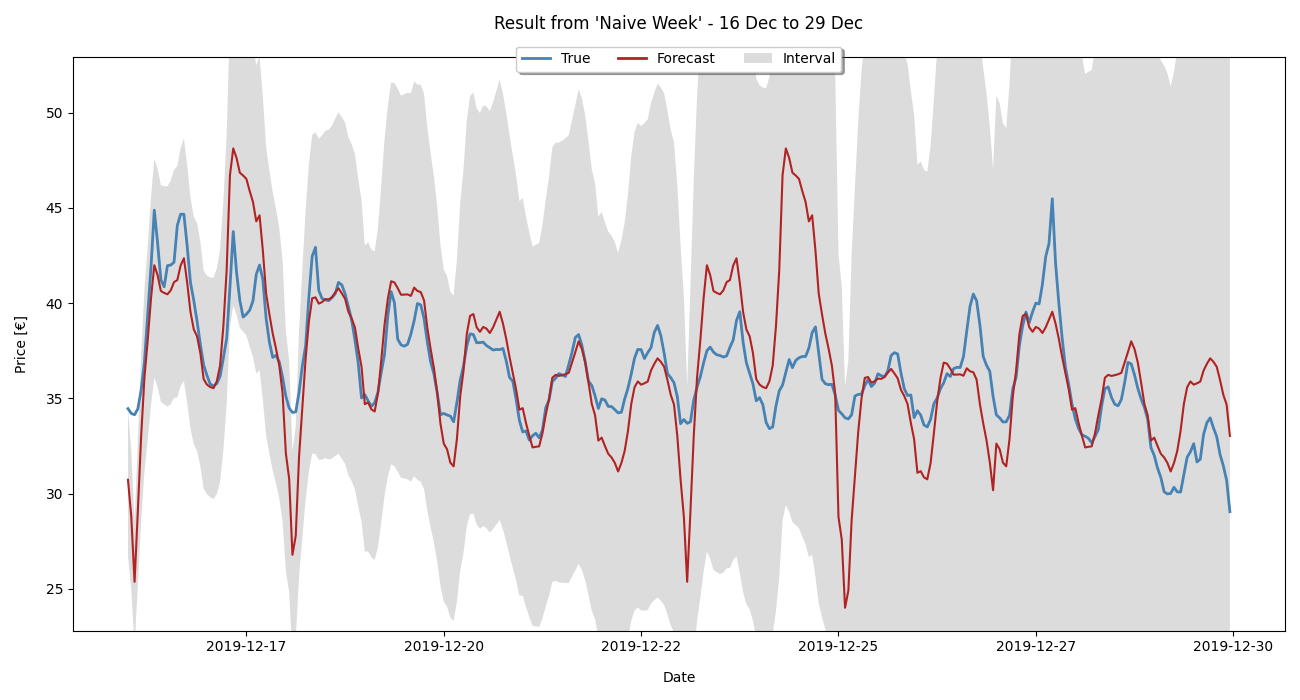 Result from 'Naive Week' - 16 Dec to 29 Dec
True Forecast Interval
Price [€]
50
45
40
35
30
25
2019-12-17 2019-12-20 2019-12-22 2019-12-25 2019-12-27 2019-12-30
Date